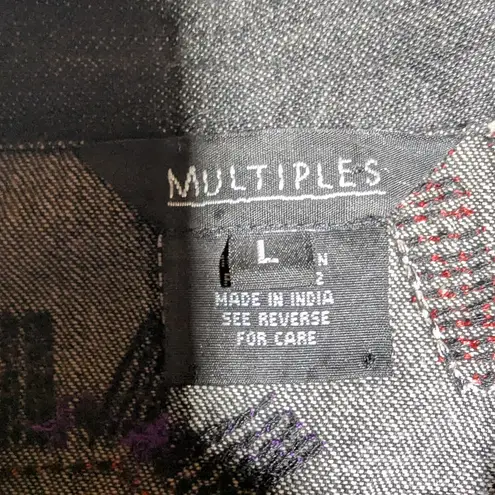 MULTIPLES
L
MADE IN INDIA
SEE REVERSE
FOR CARE